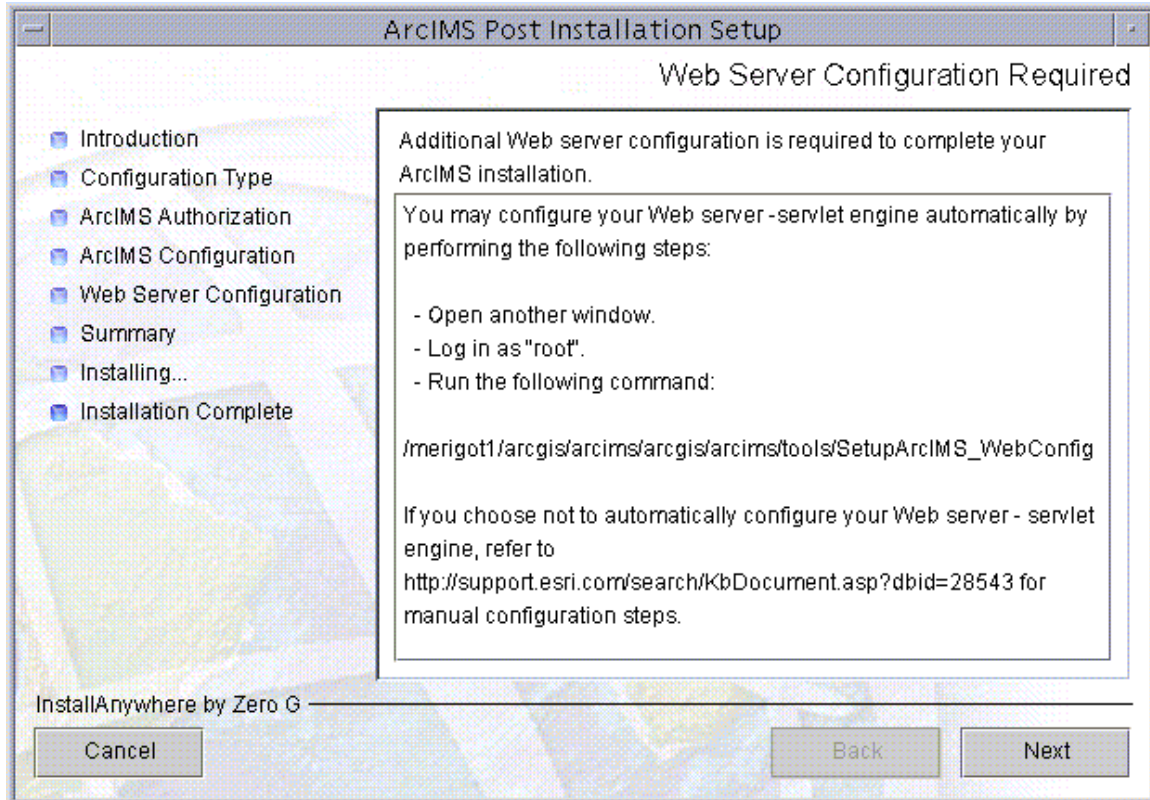 ArcIMS Post Installation Setup
Web Server Configuration Required
Introduction
Configuration Type
ArcIMS Authorization
ArcIMS Configuration
Web Server Configuration
Summary
Installing...
Installation Complete
Additional Web server configuration is required to complete your
ArcIMS installation.
You may configure your Web server -servlet engine automatically by
performing the following steps:
- Open another window.
- Log in as "root".
- Run the following command:
/merigot1/arcgis/arcims/arcgis/arcims/tools/SetupArcIMS_WebConfig
If you choose not to automatically configure your Web server - servlet
engine, refer to
http://support.esri.com/search/KbDocument.asp?dbid=28543 for
manual configuration steps.
InstallAnywhere by Zero G
Cancel
Back
Next